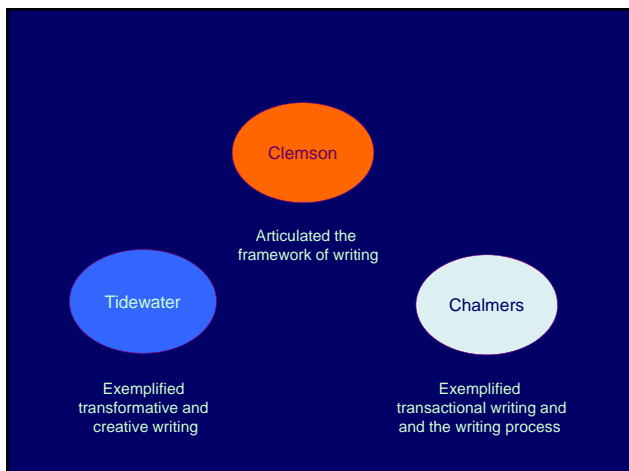 Clemson
Articulated the
framework of writing
Tidewater
Chalmers
Exemplified
transformative and
creative writing
Exemplified
transactional writing and
and the writing process